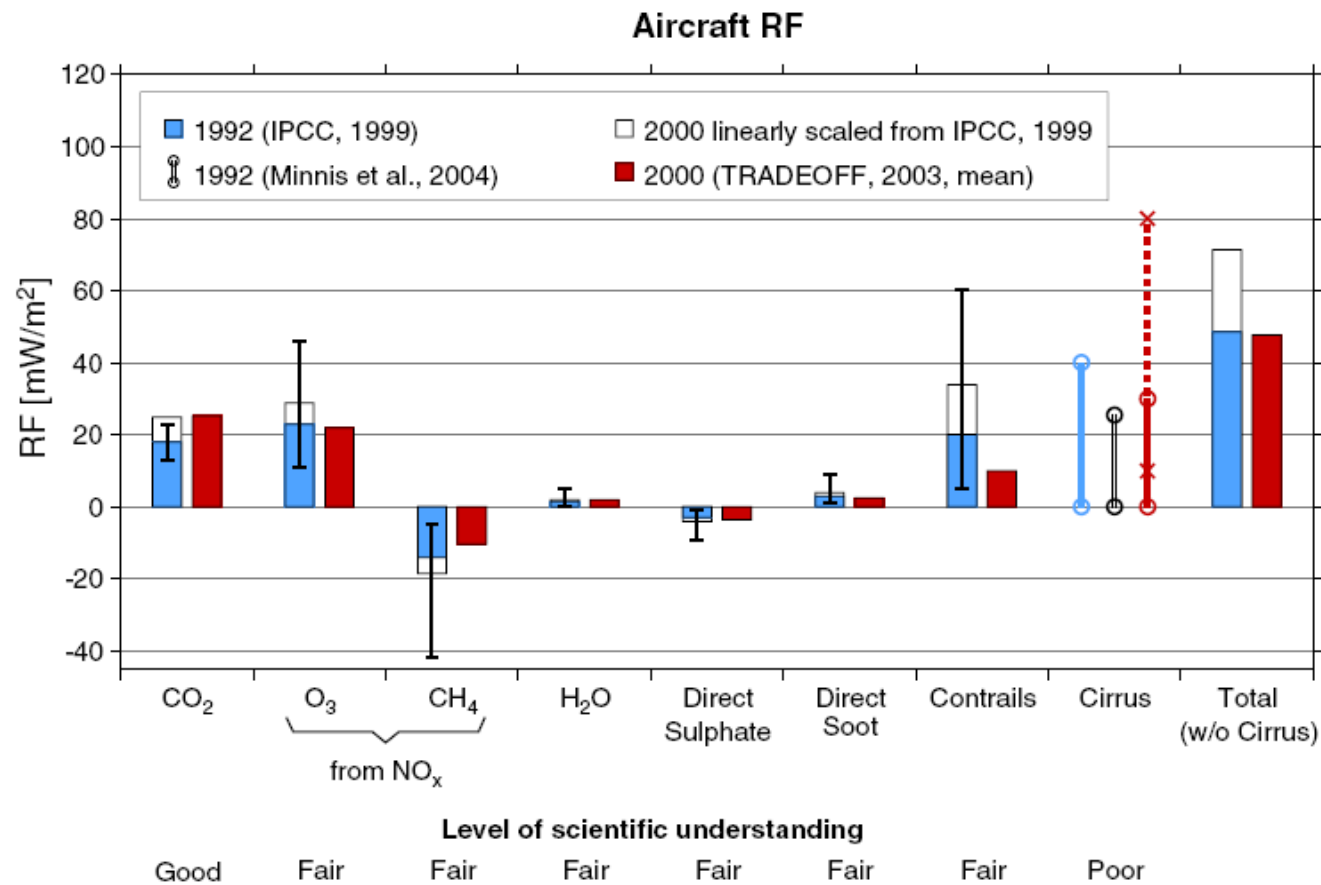 Aircraft RF
120
100
80
60
40
20
0
-20
-40
RF [mW/m²]
1992 (IPCC, 1999)
2000 linearly scaled from IPCC, 1999
1992 (Minnis et al., 2004)
2000 (TRADEOFF, 2003, mean)
CO₂ O₃ CH₄ H₂O Direct Direct Contrails Cirrus Total
Sulphate Soot (w/o Cirrus)
from NOₓ
Level of scientific understanding
Good Fair Fair Fair Fair Fair Fair Poor